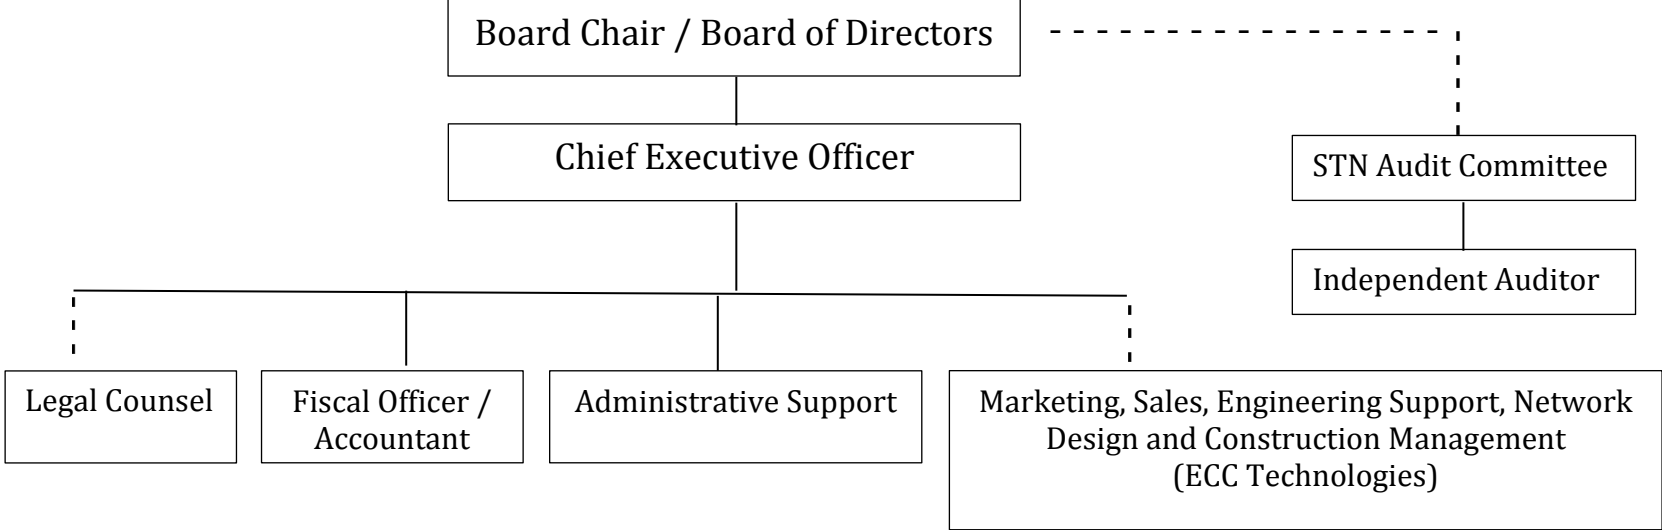 Board Chair / Board of Directors
Chief Executive Officer
STN Audit Committee
Independent Auditor
Legal Counsel
Fiscal Officer /
Accountant
Administrative Support
Marketing, Sales, Engineering Support, Network
Design and Construction Management
(ECC Technologies)